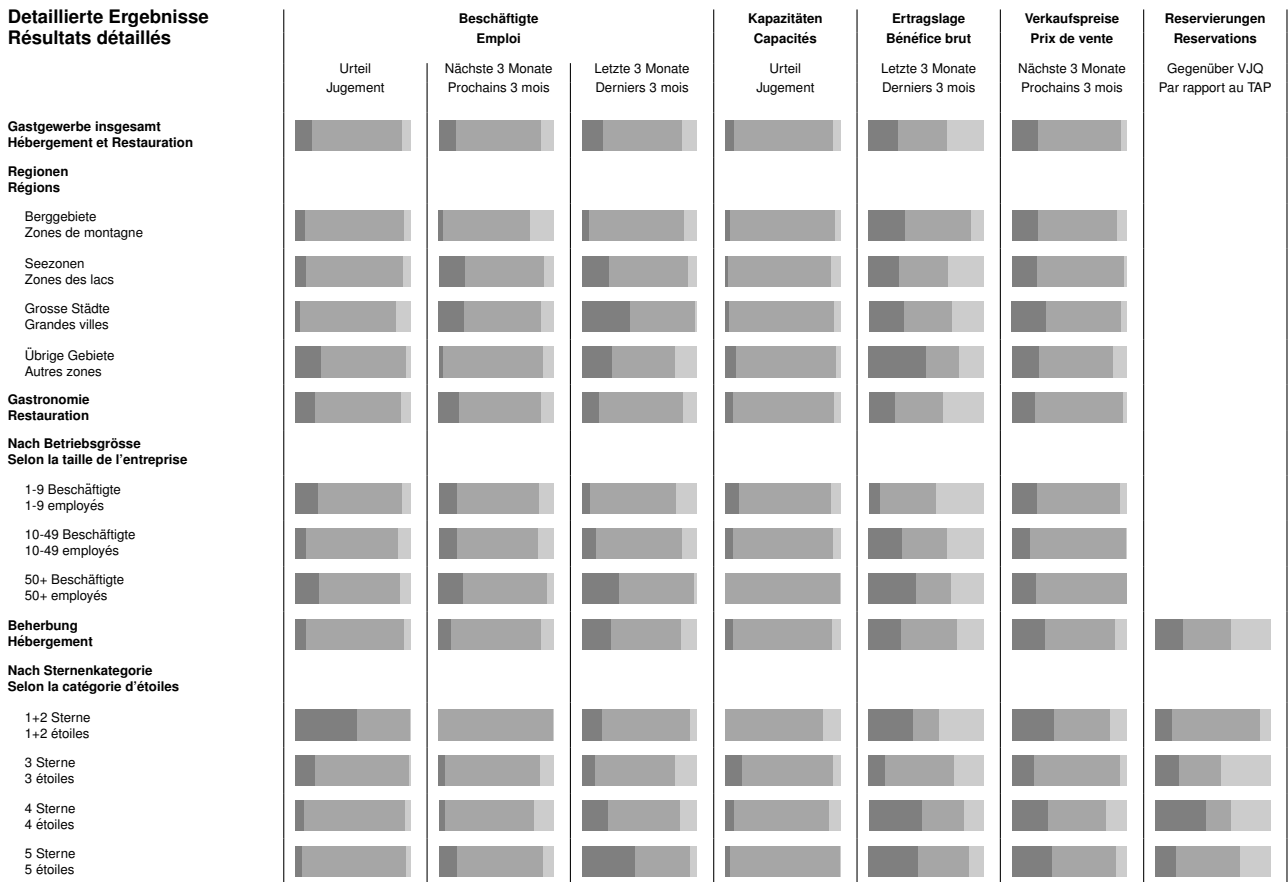 Detaillierte Ergebnisse
Résultats détaillés
Beschäftigte
Emploi
Kapazitäten
Capacités
Ertragslage
Bénéfice brut
Verkaufspreise
Prix de vente
Reservierungen
Reservations
Urteil
Jugement
Nächste 3 Monate
Prochains 3 mois
Letzte 3 Monate
Derniers 3 mois
Urteil
Jugement
Letzte 3 Monate
Derniers 3 mois
Nächste 3 Monate
Prochains 3 mois
Gegenüber VJQ
Par rapport au TAP
Gastgewerbe insgesamt
Hébergement et Restauration
Regionen
Régions
Berggebiete
Zones de montagne
Seezonen
Zones des lacs
Grosse Städte
Grandes villes
Übrige Gebiete
Autres zones
Gastronomie
Restauration
Nach Betriebsgrösse
Selon la taille de l'entreprise
1-9 Beschäftigte
1-9 employés
10-49 Beschäftigte
10-49 employés
50+ Beschäftigte
50+ employés
Beherbung
Hébergement
Nach Sternenkategorie
Selon la catégorie d'étoiles
1+2 Sterne
1+2 étoiles
3 Sterne
3 étoiles
4 Sterne
4 étoiles
5 Sterne
5 étoiles